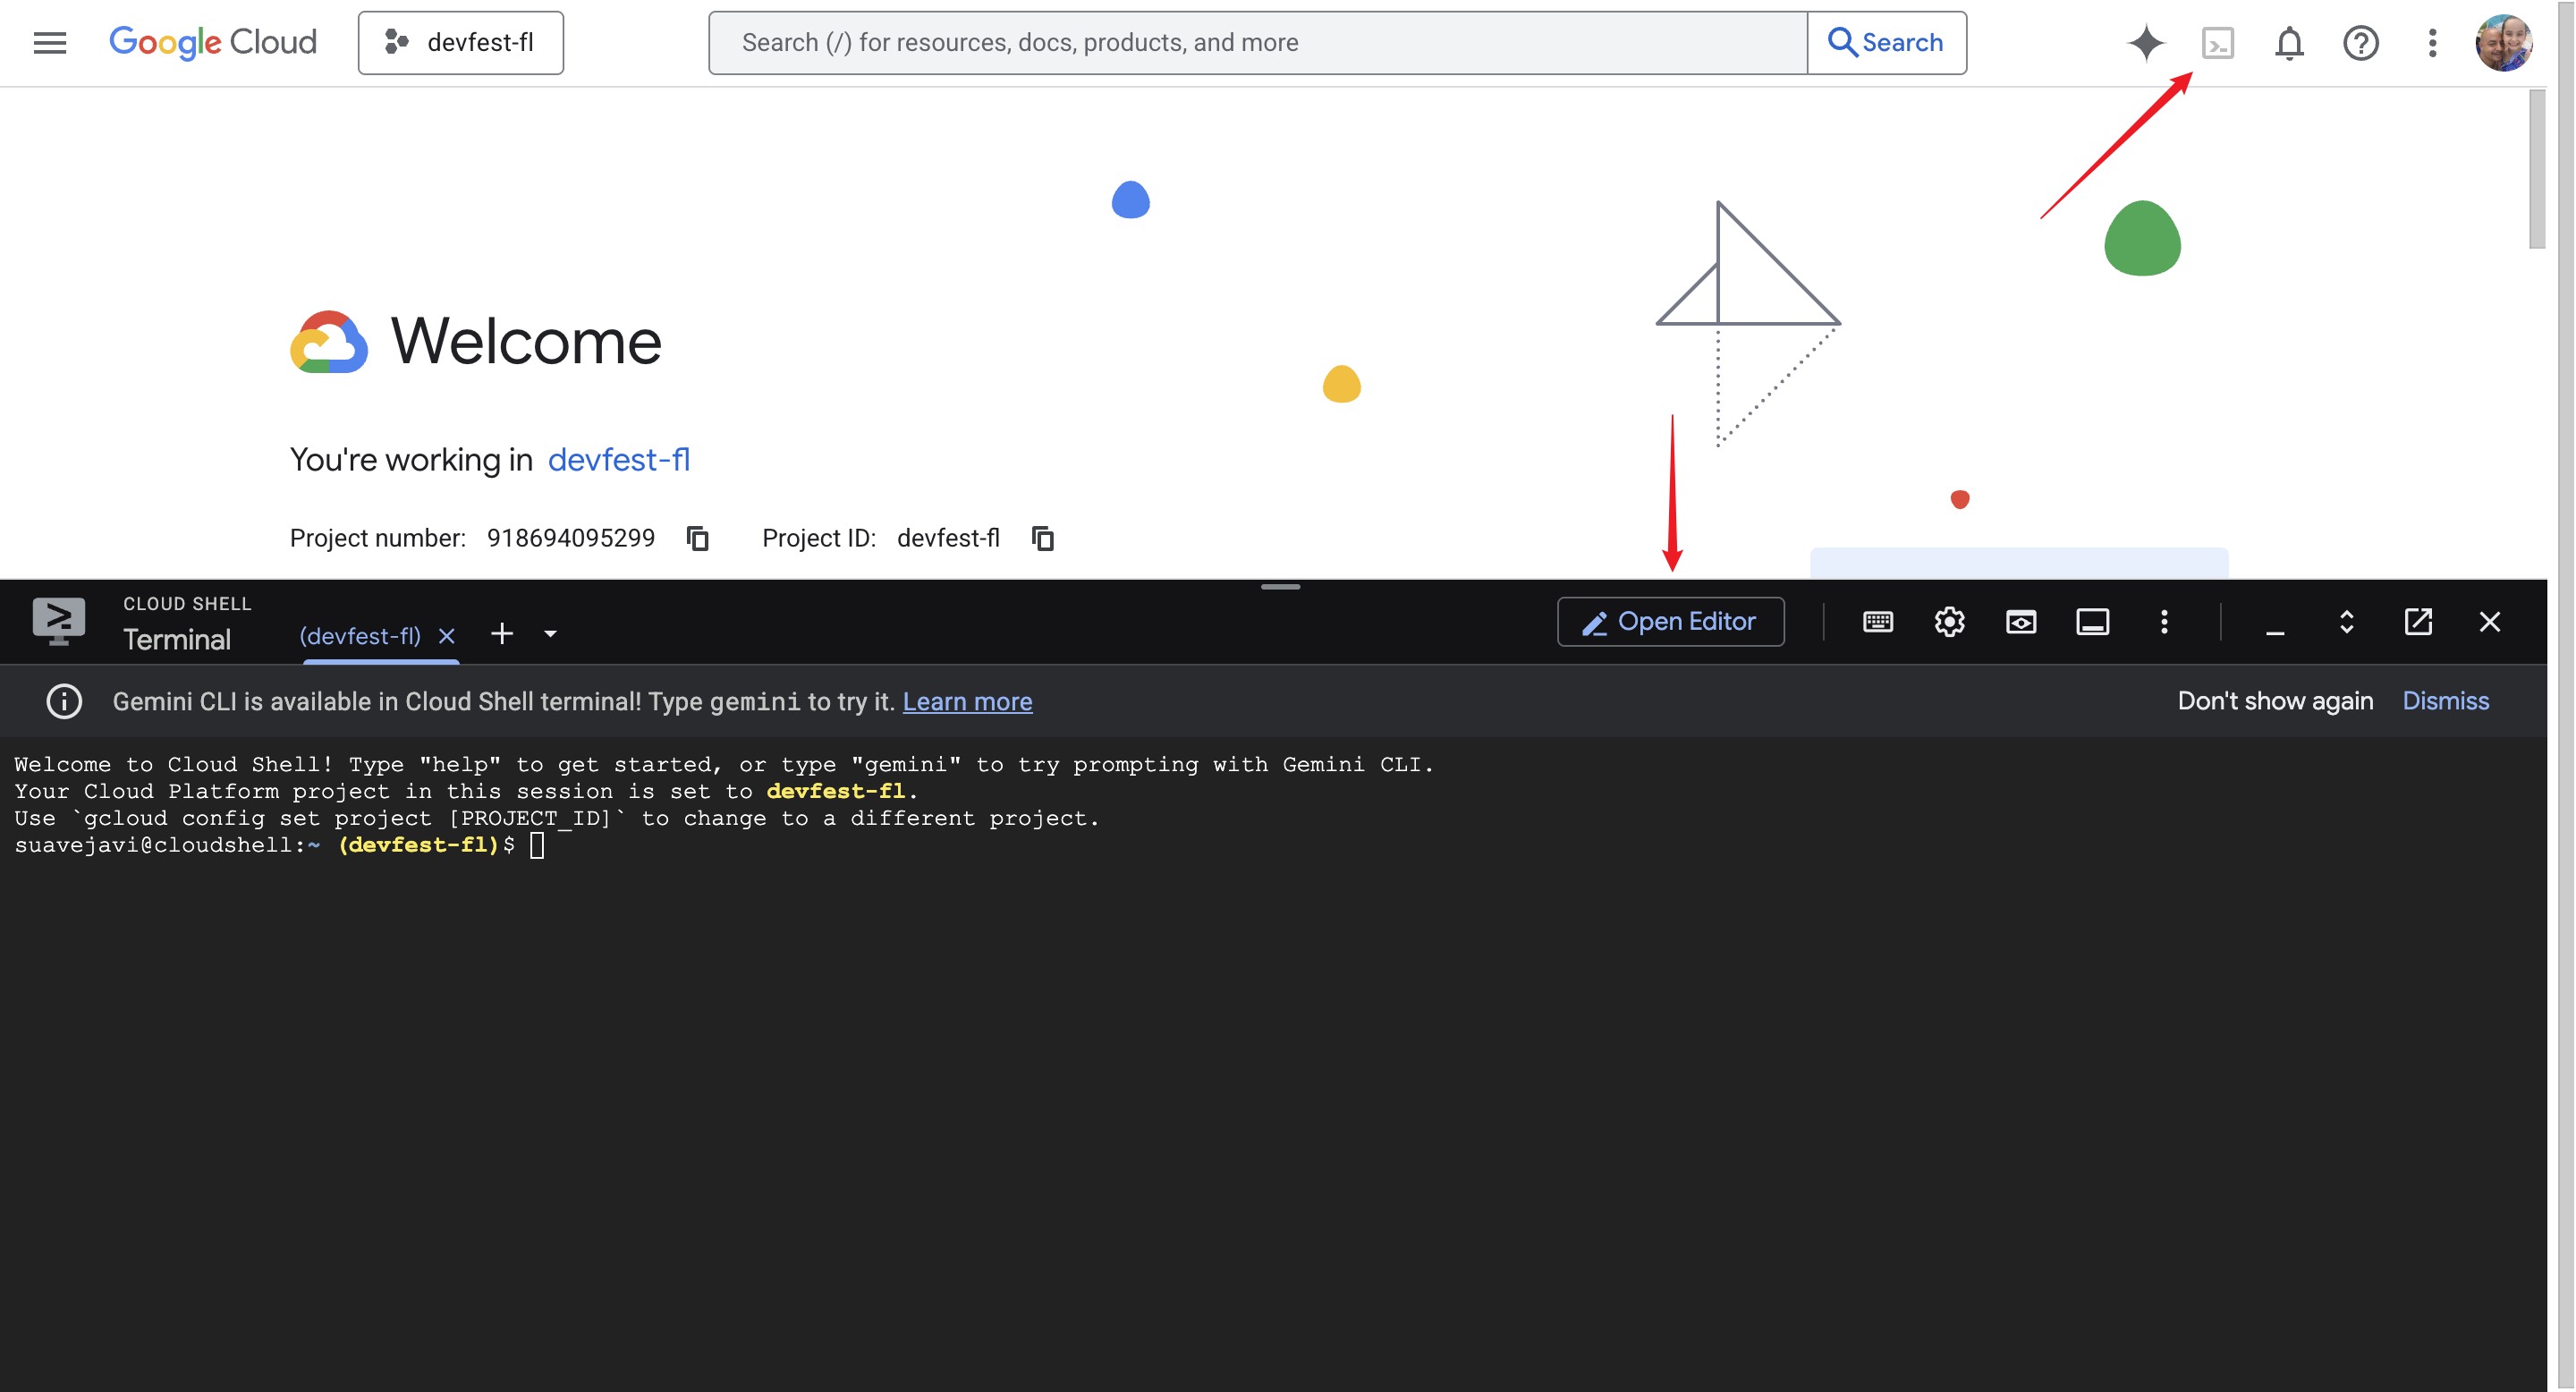 Google Cloud
devfest-fl
Search (/) for resources, docs, products, and more
Search
Welcome
You're working in devfest-fl
Project number: 918694095299 Project ID: devfest-fl
CLOUD SHELL
Terminal
(devfest-fl)
Open Editor
Gemini CLI is available in Cloud Shell terminal! Type gemini to try it. Learn more
Don't show again
Dismiss
Welcome to Cloud Shell! Type "help" to get started, or type "gemini" to try prompting with Gemini CLI.
Your Cloud Platform project in this session is set to devfest-fl.
Use `gcloud config set project [PROJECT_ID]` to change to a different project.
suavejavi@cloudshell:~ (devfest-fl)$